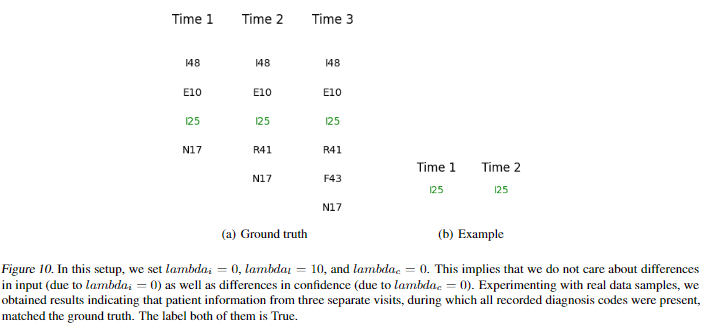 Time 1 Time 2 Time 3
I48 I48 I48
E10 E10 E10
I25 I25 I25
N17 R41 R41
Time 1 Time 2
N17 F43
I25 I25
N17
(a) Ground truth (b) Example
Figure 10. In this setup, we set lambda_i = 0, lambda_l = 10, and lambda_c = 0. This implies that we do not care about differences
in input (due to lambda_i = 0) as well as differences in confidence (due to lambda_c = 0). Experimenting with real data samples, we
obtained results indicating that patient information from three separate visits, during which all recorded diagnosis codes were present,
matched the ground truth. The label both of them is True.